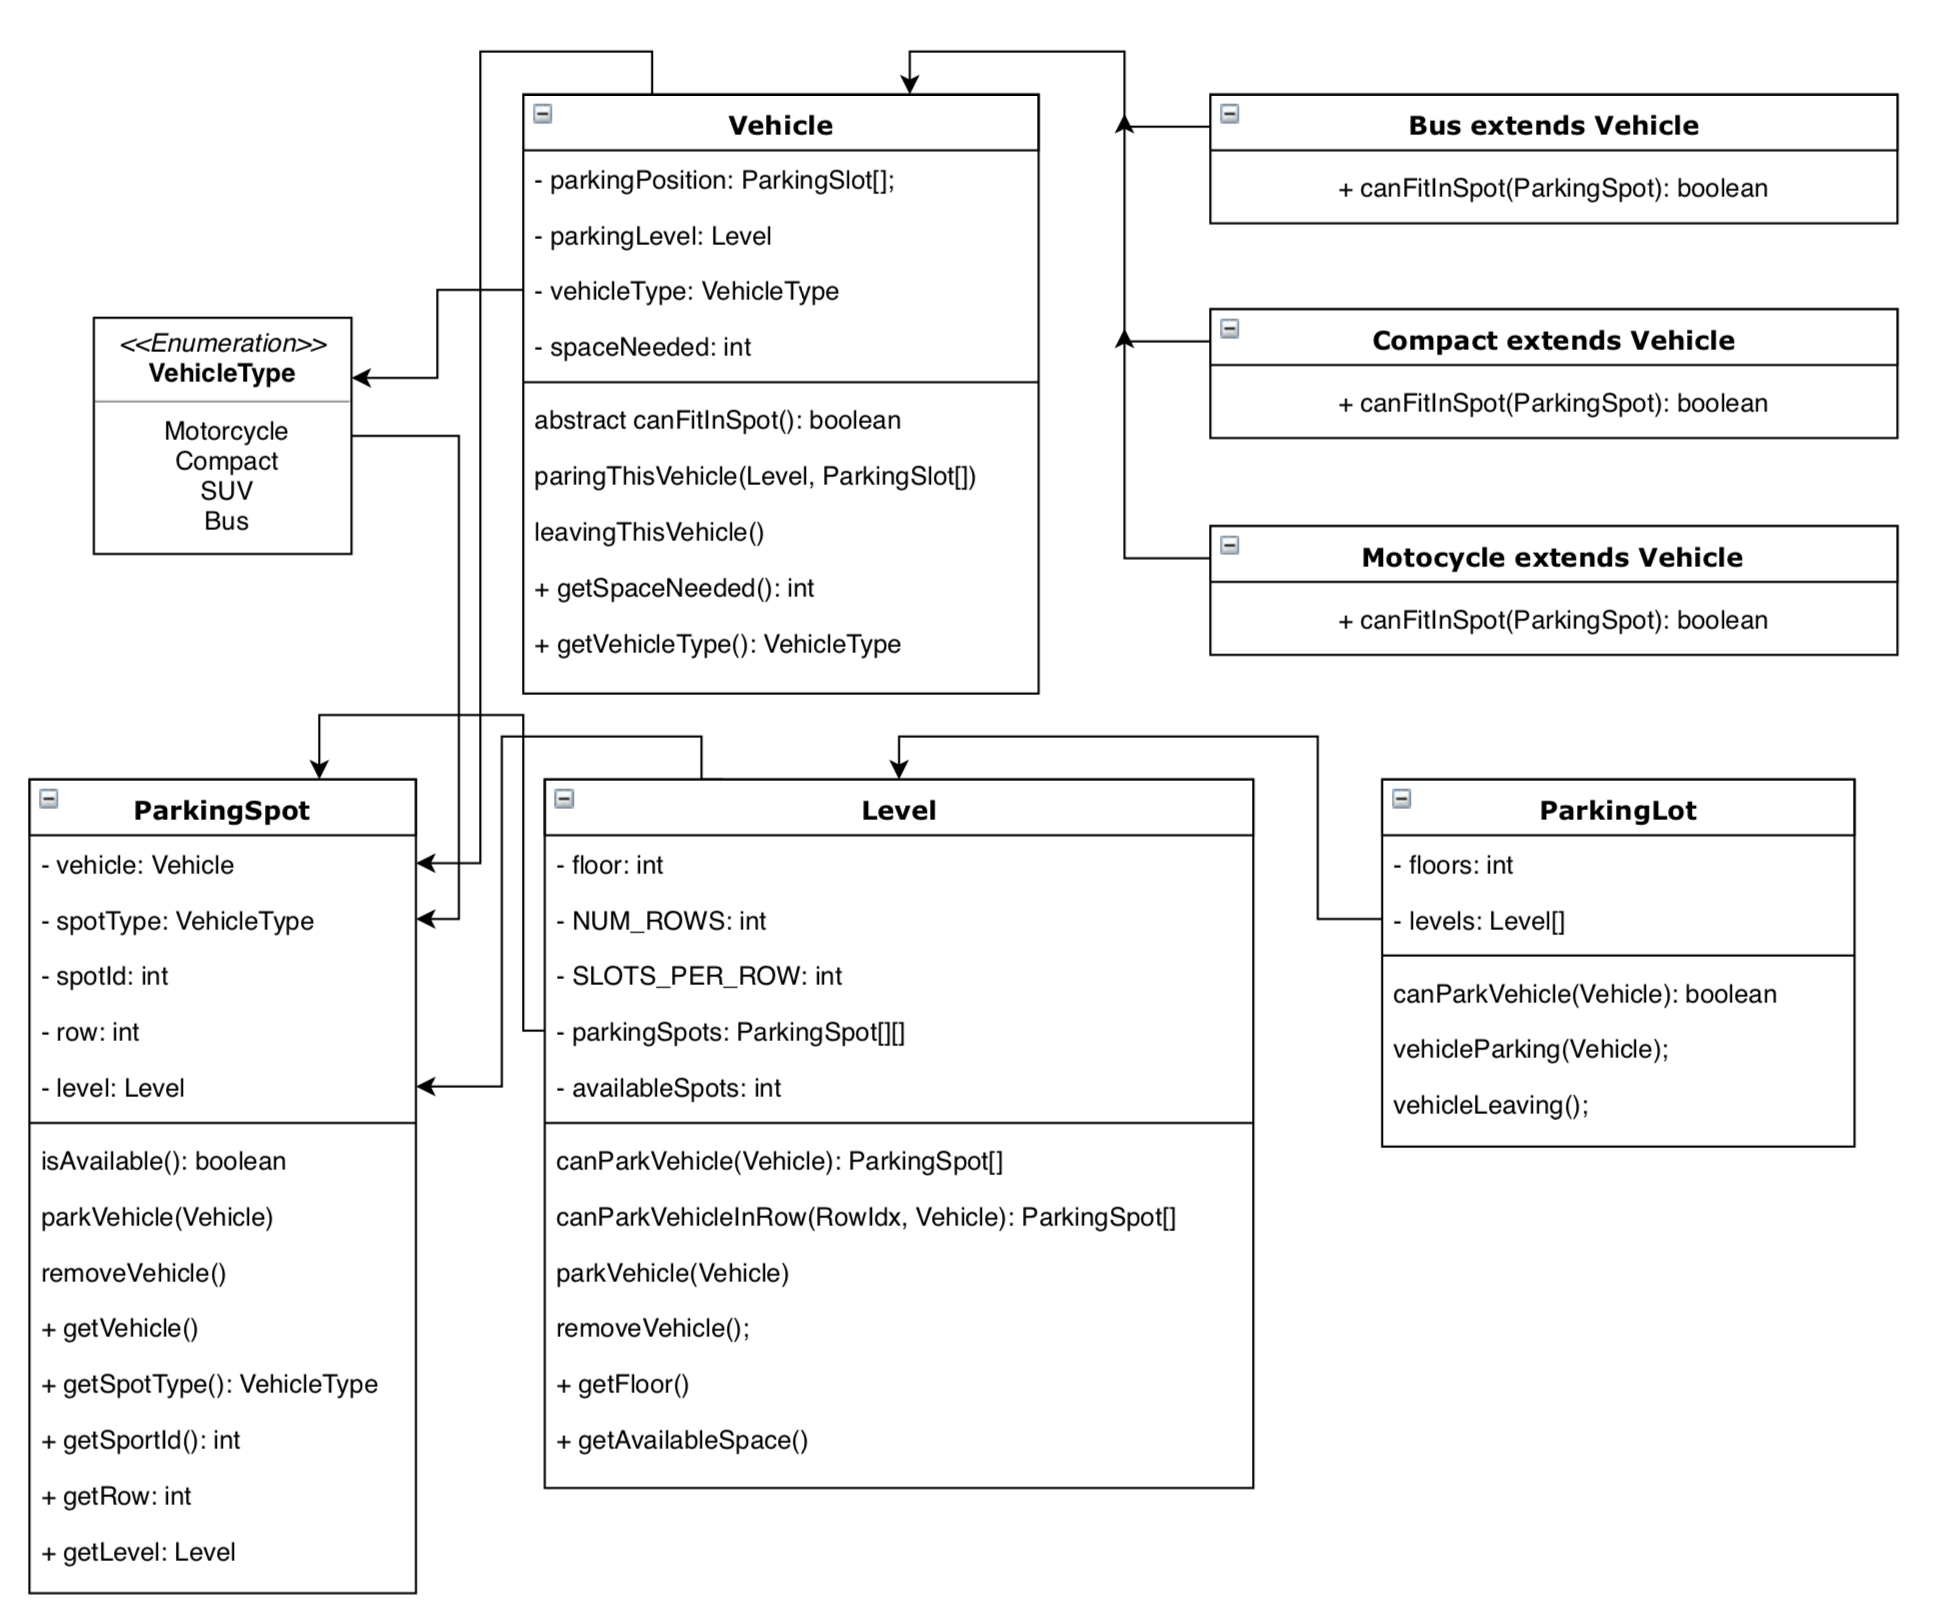 Vehicle
- parkingPosition: ParkingSlot[];
- parkingLevel: Level
- vehicleType: VehicleType
- spaceNeeded: int
abstract canFitInSpot(): boolean
paringThisVehicle(Level, ParkingSlot[])
leavingThisVehicle()
+ getSpaceNeeded(): int
+ getVehicleType(): VehicleType
Bus extends Vehicle
+ canFitInSpot(ParkingSpot): boolean
Compact extends Vehicle
+ canFitInSpot(ParkingSpot): boolean
Motocycle extends Vehicle
+ canFitInSpot(ParkingSpot): boolean
<<Enumeration>>
VehicleType
Motorcycle
Compact
SUV
Bus
ParkingSpot
- vehicle: Vehicle
- spotType: VehicleType
- spotId: int
- row: int
- level: Level
isAvailable(): boolean
parkVehicle(Vehicle)
removeVehicle()
+ getVehicle()
+ getSpotType(): VehicleType
+ getSportId(): int
+ getRow: int
+ getLevel: Level
Level
- floor: int
- NUM_ROWS: int
- SLOTS_PER_ROW: int
- parkingSpots: ParkingSpot[][]
- availableSpots: int
canParkVehicle(Vehicle): ParkingSpot[]
canParkVehicleInRow(RowIdx, Vehicle): ParkingSpot[]
parkVehicle(Vehicle)
removeVehicle();
+ getFloor()
+ getAvailableSpace()
ParkingLot
- floors: int
- levels: Level[]
canParkVehicle(Vehicle): boolean
vehicleParking(Vehicle);
vehicleLeaving();